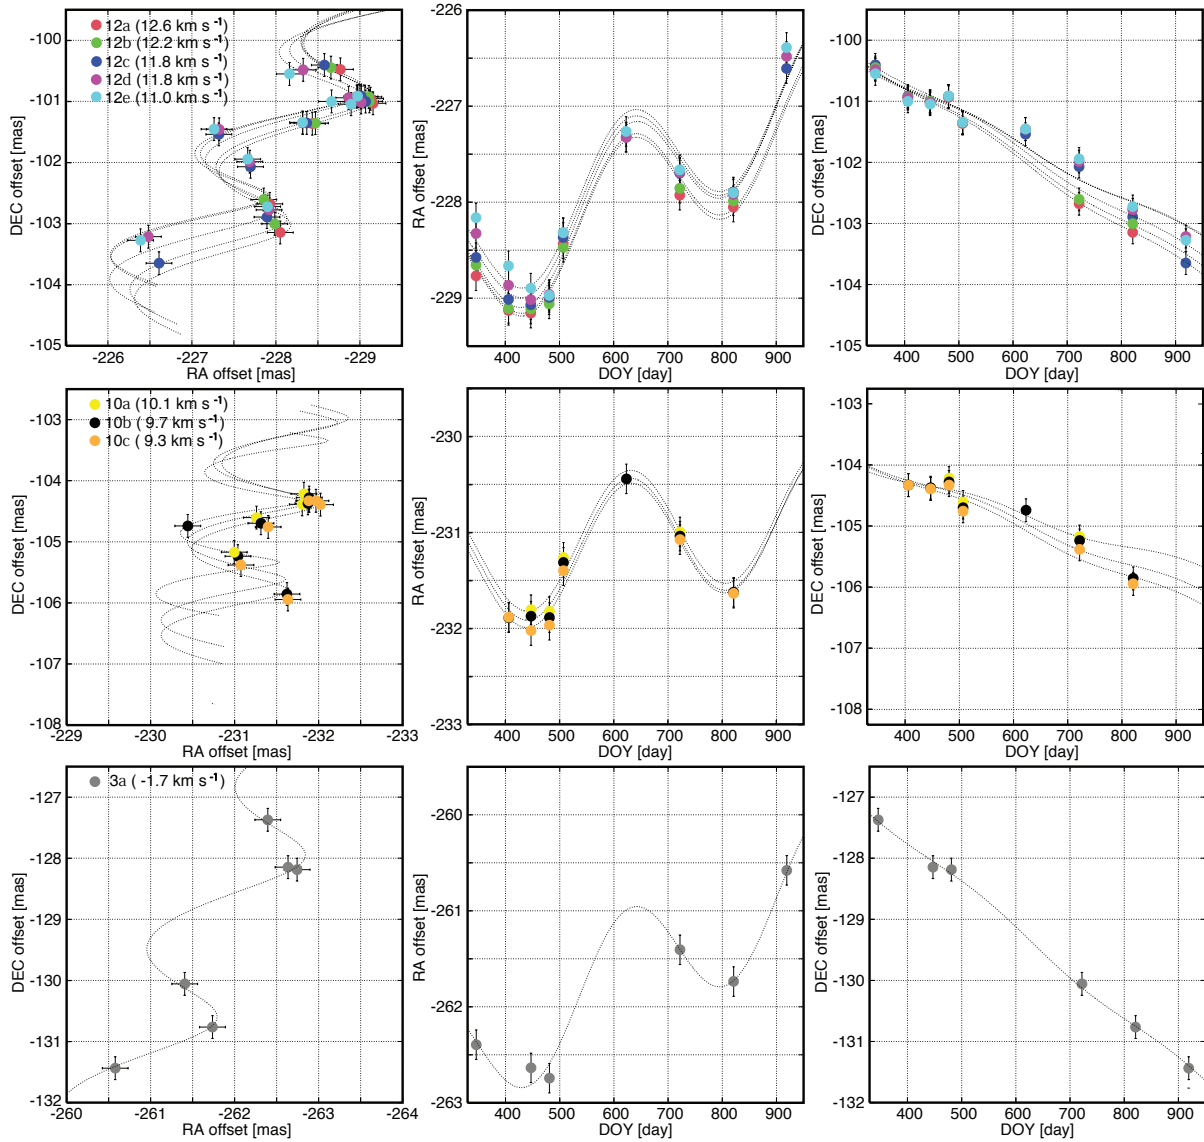 -100
-101
-102
-103
-104
-105
DEC offset [mas]
12a (12.6 km s -1)
12b (12.2 km s -1)
12c (11.8 km s -1)
12d (11.8 km s -1)
12e (11.0 km s -1)
-226 -227 -228 -229
RA offset [mas]
-226
-227
-228
-229
RA offset [mas]
400 500 600 700 800 900
DOY [day]
-100
-101
-102
-103
-104
-105
DEC offset [mas]
400 500 600 700 800 900
DOY [day]
-103
-104
-105
-106
-107
-108
DEC offset [mas]
10a (10.1 km s -1)
10b ( 9.7 km s -1)
10c ( 9.3 km s -1)
-229 -230 -231 -232 -233
RA offset [mas]
-230
-231
-232
-233
RA offset [mas]
400 500 600 700 800 900
DOY [day]
-103
-104
-105
-106
-107
-108
DEC offset [mas]
400 500 600 700 800 900
DOY [day]
-127
-128
-129
-130
-131
-132
DEC offset [mas]
3a ( -1.7 km s -1)
-260 -261 -262 -263 -264
RA offset [mas]
-260
-261
-262
-263
RA offset [mas]
400 500 600 700 800 900
DOY [day]
-127
-128
-129
-130
-131
-132
DEC offset [mas]
400 500 600 700 800 900
DOY [day]